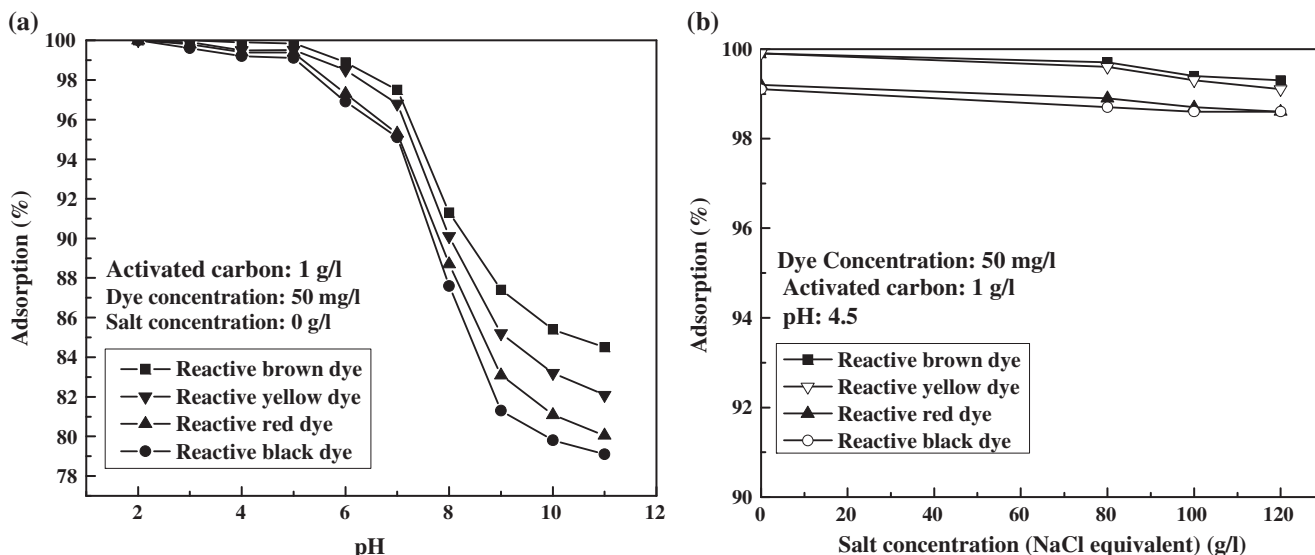 (a)
100
98
96
94
92
90
88
86
84
82
80
78
Adsorption (%)
Activated carbon: 1 g/l
Dye concentration: 50 mg/l
Salt concentration: 0 g/l
Reactive brown dye
Reactive yellow dye
Reactive red dye
Reactive black dye
2 4 6 8 10 12
pH
(b)
100
98
96
94
92
90
Adsorption (%)
Dye Concentration: 50 mg/l
Activated carbon: 1 g/l
pH: 4.5
Reactive brown dye
Reactive yellow dye
Reactive red dye
Reactive black dye
0 20 40 60 80 100 120
Salt concentration (NaCl equivalent) (g/l)